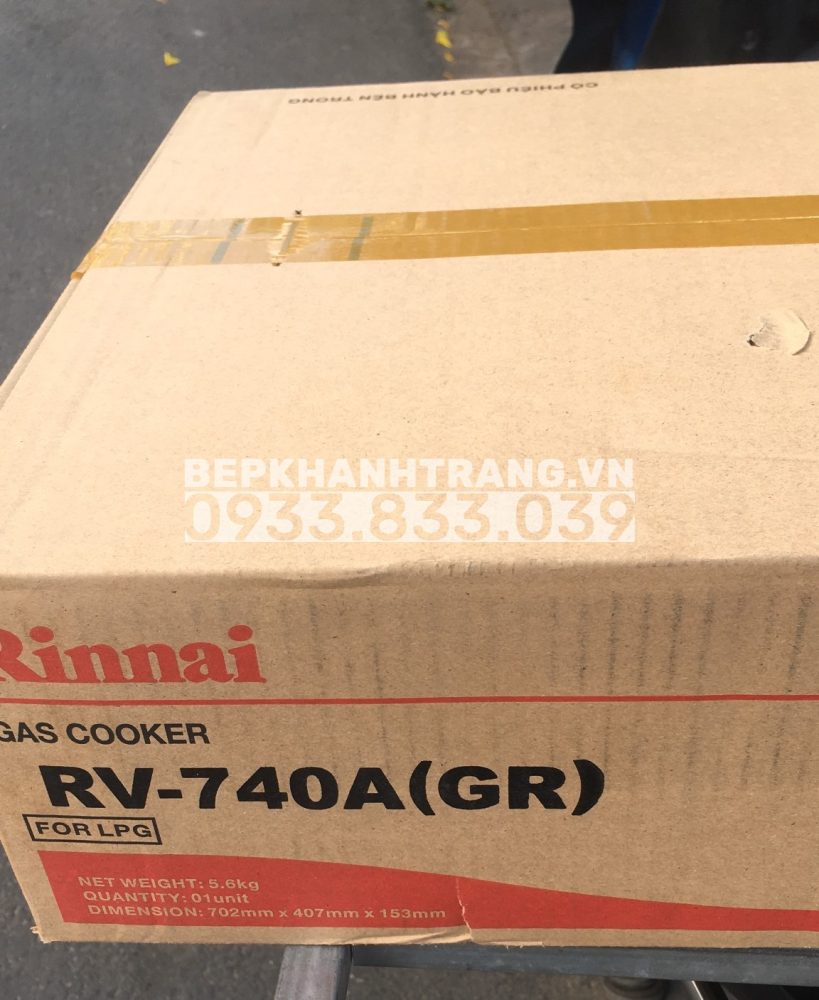 CÓ PHIẾU BẢO HÀNH BÊN TRONG
BEPKHANHTRANG.VN
0933.833.039
Rinnai
GAS COOKER
RV-740A(GR)
FOR LPG
NET WEIGHT: 5.6kg
QUANTITY: 01unit
DIMENSION: 702mm x 407mm x 153mm